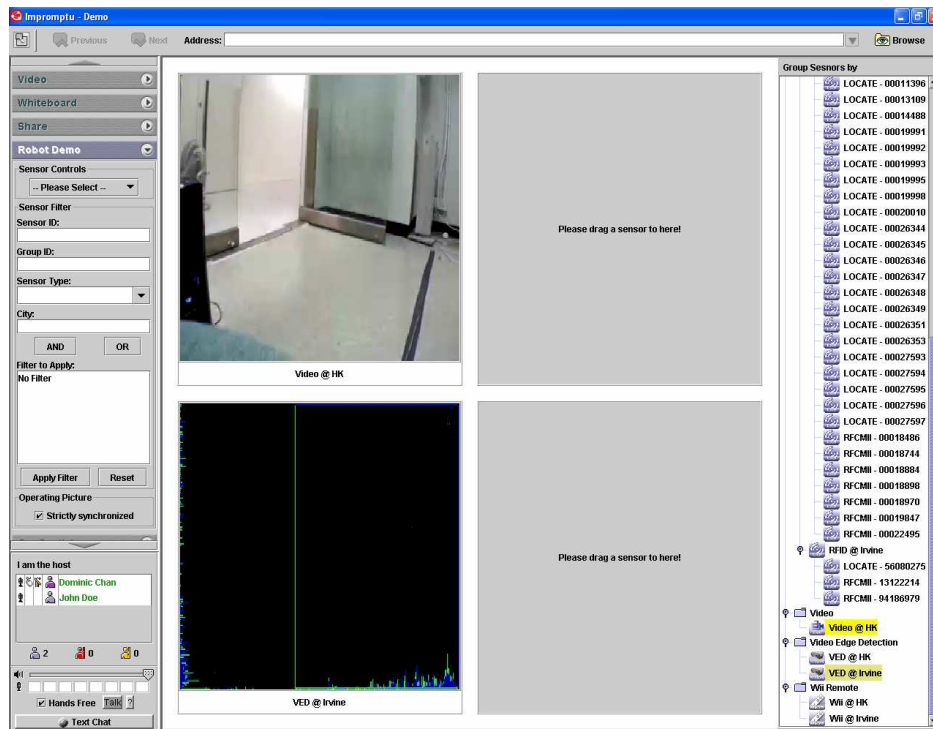 Impromptu - Demo
Previous
Next
Address:
Browse
Video
Whiteboard
Share
Robot Demo
Sensor Controls
-- Please Select --
Sensor Filter
Sensor ID:
Group ID:
Sensor Type:
City:
AND
OR
Filter to Apply:
No Filter
Apply Filter
Reset
Operating Picture
Strictly synchronized
I am the host
Dominic Chan
John Doe
2
0
0
Hands Free
Talk
?
Text Chat
Video @ HK
Please drag a sensor to here!
VED @ Irvine
Please drag a sensor to here!
Group Sesnors by
LOCATE - 00011396
LOCATE - 00013109
LOCATE - 00014488
LOCATE - 00019991
LOCATE - 00019992
LOCATE - 00019993
LOCATE - 00019995
LOCATE - 00019998
LOCATE - 00020010
LOCATE - 00026344
LOCATE - 00026345
LOCATE - 00026346
LOCATE - 00026347
LOCATE - 00026348
LOCATE - 00026349
LOCATE - 00026351
LOCATE - 00026353
LOCATE - 00027593
LOCATE - 00027594
LOCATE - 00027595
LOCATE - 00027596
LOCATE - 00027597
RFCMII - 00018486
RFCMII - 00018744
RFCMII - 00018884
RFCMII - 00018898
RFCMII - 00018970
RFCMII - 00019847
RFCMII - 00022495
RFID @ Irvine
LOCATE - 56080275
RFCMII - 13122214
RFCMII - 94186979
Video
Video @ HK
Video Edge Detection
VED @ HK
VED @ Irvine
Wii Remote
Wii @ HK
Wii @ Irvine